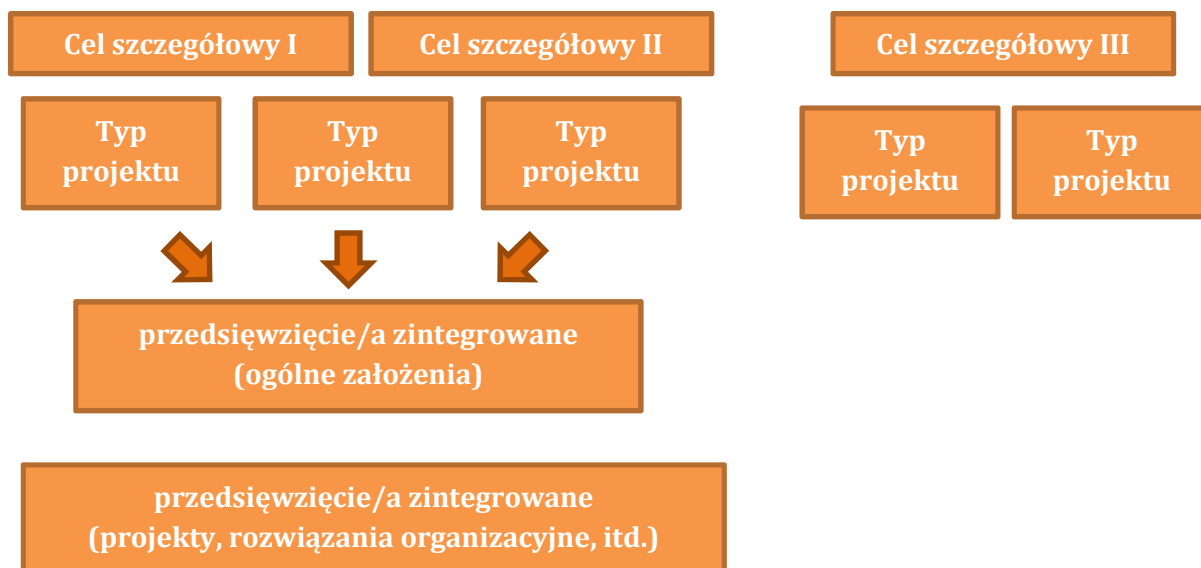 Cel szczegółowy I
Cel szczegółowy II
Cel szczegółowy III
Typ
projektu
Typ
projektu
Typ
projektu
Typ
projektu
Typ
projektu
przedsięwzięcie/a zintegrowane
(ogólne założenia)
przedsięwzięcie/a zintegrowane
(projekty, rozwiązania organizacyjne, itd.)